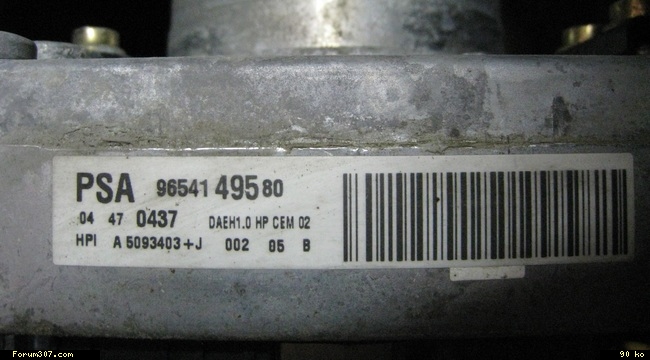 PSA 96541 495 80
04 47 0437 DAEH1.0 HP CEM 02
HPI A 5093403+J 002 85 B
Forum307.com
90 ko